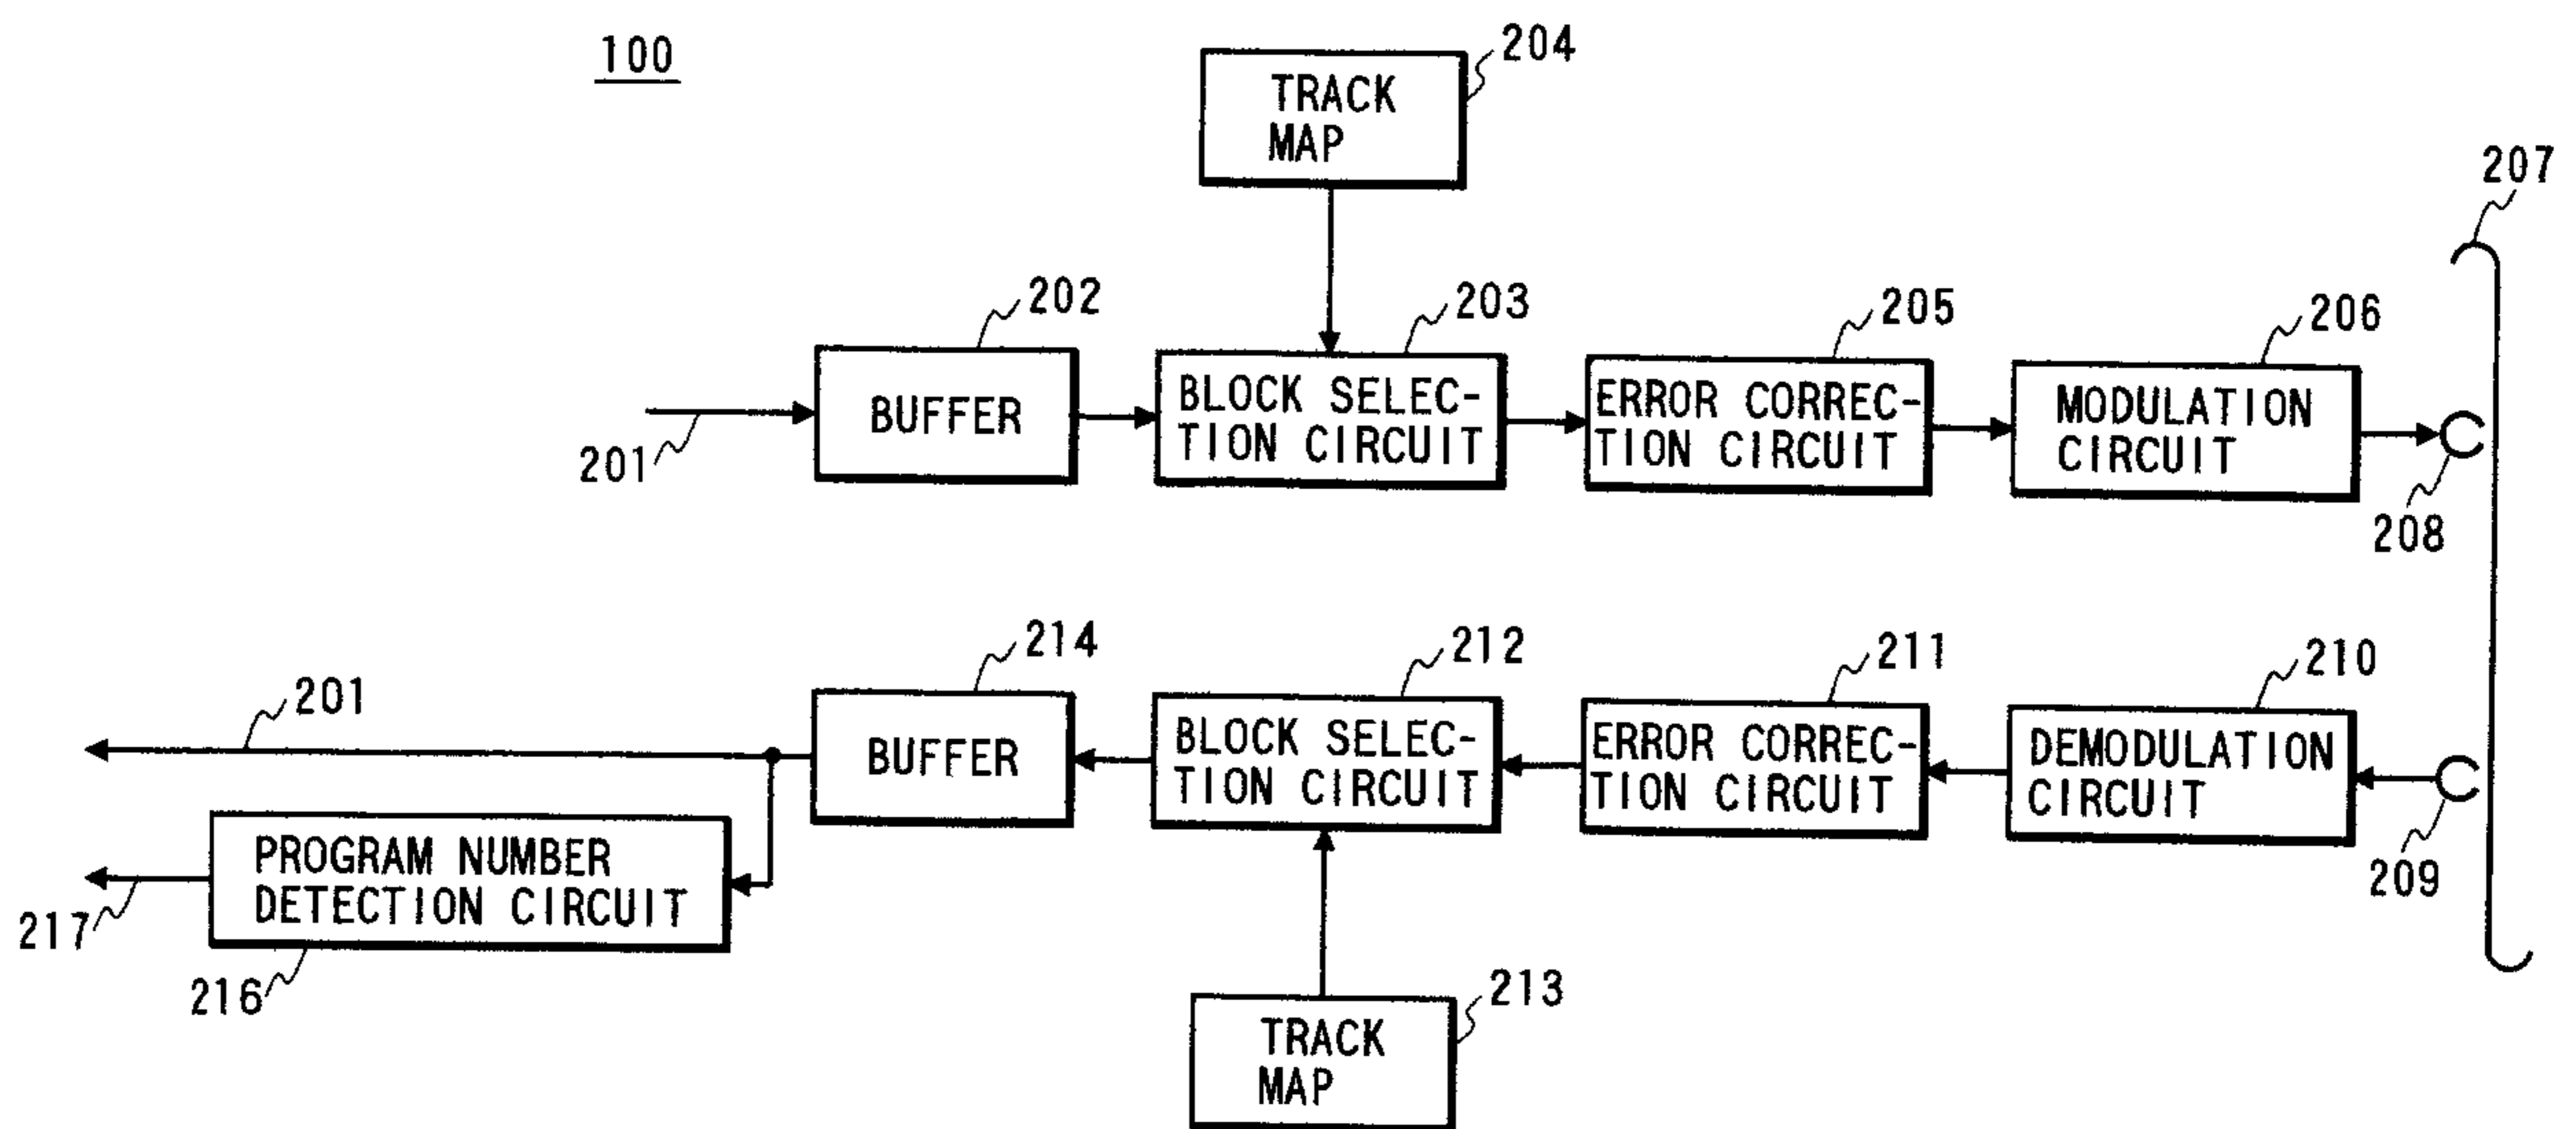 100
204
TRACK
MAP
207
202
203
205
206
201
BUFFER
BLOCK SELEC-
TION CIRCUIT
ERROR CORREC-
TION CIRCUIT
MODULATION
CIRCUIT
208
214
212
211
210
201
BUFFER
BLOCK SELEC-
TION CIRCUIT
ERROR CORREC-
TION CIRCUIT
DEMODULATION
CIRCUIT
209
PROGRAM NUMBER
DETECTION CIRCUIT
217
216
213
TRACK
MAP